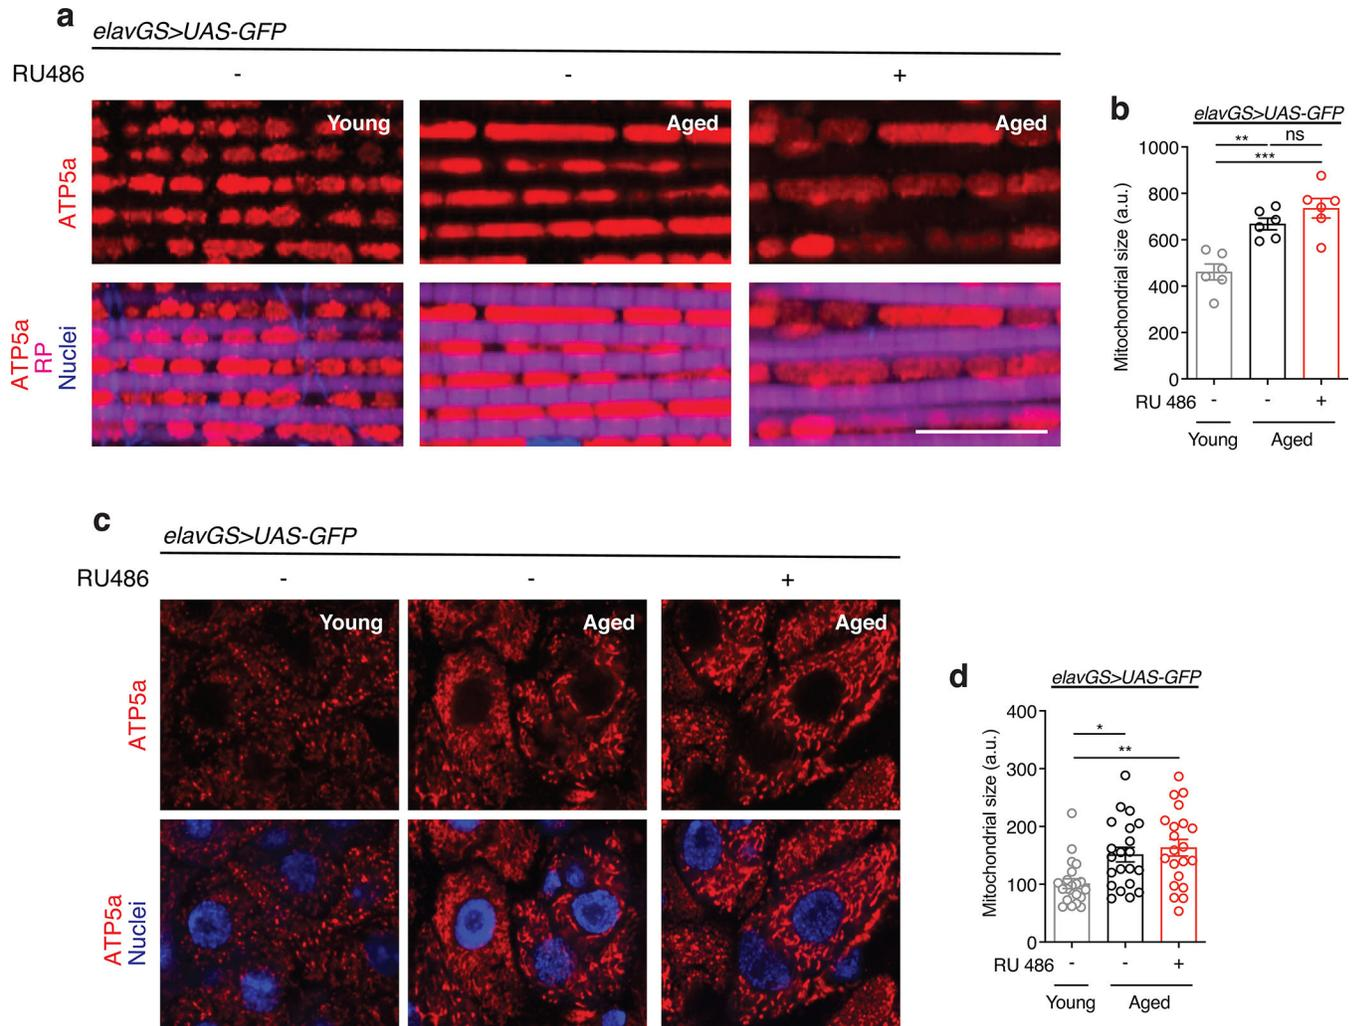 a
elavGS>UAS-GFP
RU486 - - +
Young Aged Aged
ATP5a
ATP5a
RP
Nuclei
b
elavGS>UAS-GFP
** ns
***
Mitochondrial size (a.u.)
1000
800
600
400
200
0
RU 486 - - +
Young Aged
c
elavGS>UAS-GFP
RU486 - - +
Young Aged Aged
ATP5a
ATP5a
Nuclei
d
elavGS>UAS-GFP
*
**
Mitochondrial size (a.u.)
400
300
200
100
0
RU 486 - - +
Young Aged